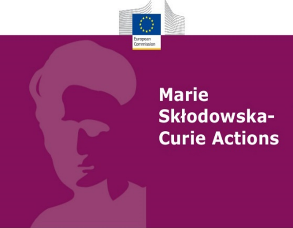 European
Commission
Marie
Skłodowska-
Curie Actions